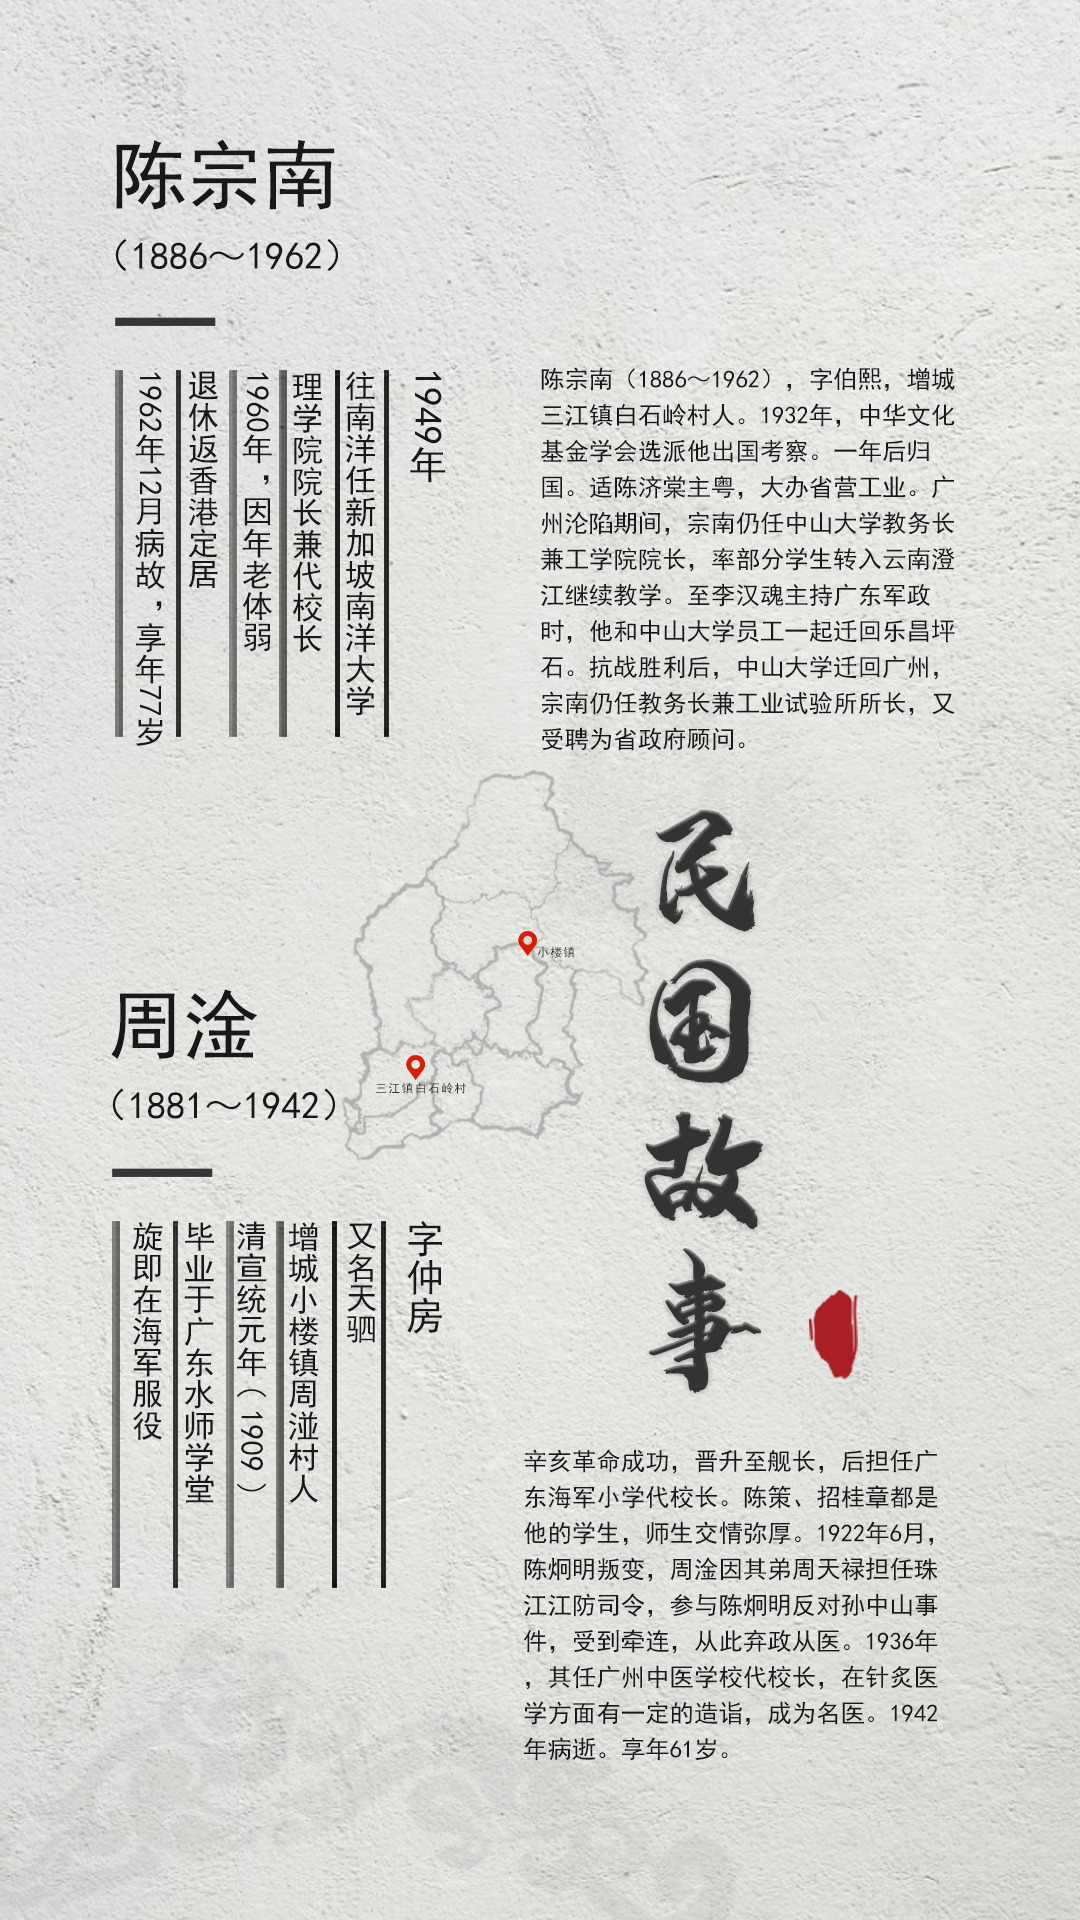 陈宗南
（1886～1962）
1949年
往南洋任新加坡南洋大学
理学院院长兼代校长
1960年，因年老体弱
退休返香港定居
1962年12月病故，享年77岁
陈宗南（1886～1962），字伯熙，增城
三江镇白石岭村人。1932年，中华文化
基金学会选派他出国考察。一年后归
国。适陈济棠主粤，大办省营工业。广
州沦陷期间，宗南仍任中山大学教务长
兼工学院院长，率部分学生转入云南澄
江继续教学。至李汉魂主持广东军政
时，他和中山大学员工一起迁回乐昌坪
石。抗战胜利后，中山大学迁回广州，
宗南仍任教务长兼工业试验所所长，又
受聘为省政府顾问。
民国故事
小楼镇
三江镇白石岭村
周淦
（1881～1942）
字仲房
又名天驷
增城小楼镇周湴村人
清宣统元年（1909）
毕业于广东水师学堂
旋即在海军服役
辛亥革命成功，晋升至舰长，后担任广
东海军小学代校长。陈策、招桂章都是
他的学生，师生交情弥厚。1922年6月，
陈炯明叛变，周淦因其弟周天禄担任珠
江江防司令，参与陈炯明反对孙中山事
件，受到牵连，从此弃政从医。1936年
，其任广州中医学校代校长，在针炙医
学方面有一定的造诣，成为名医。1942
年病逝。享年61岁。